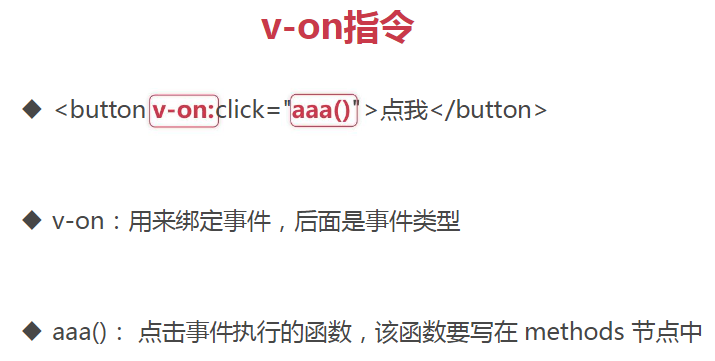 v-on指令
◆ <button v-on:click="aaa()">点我</button>
◆ v-on：用来绑定事件，后面是事件类型
◆ aaa()： 点击事件执行的函数，该函数要写在 methods 节点中